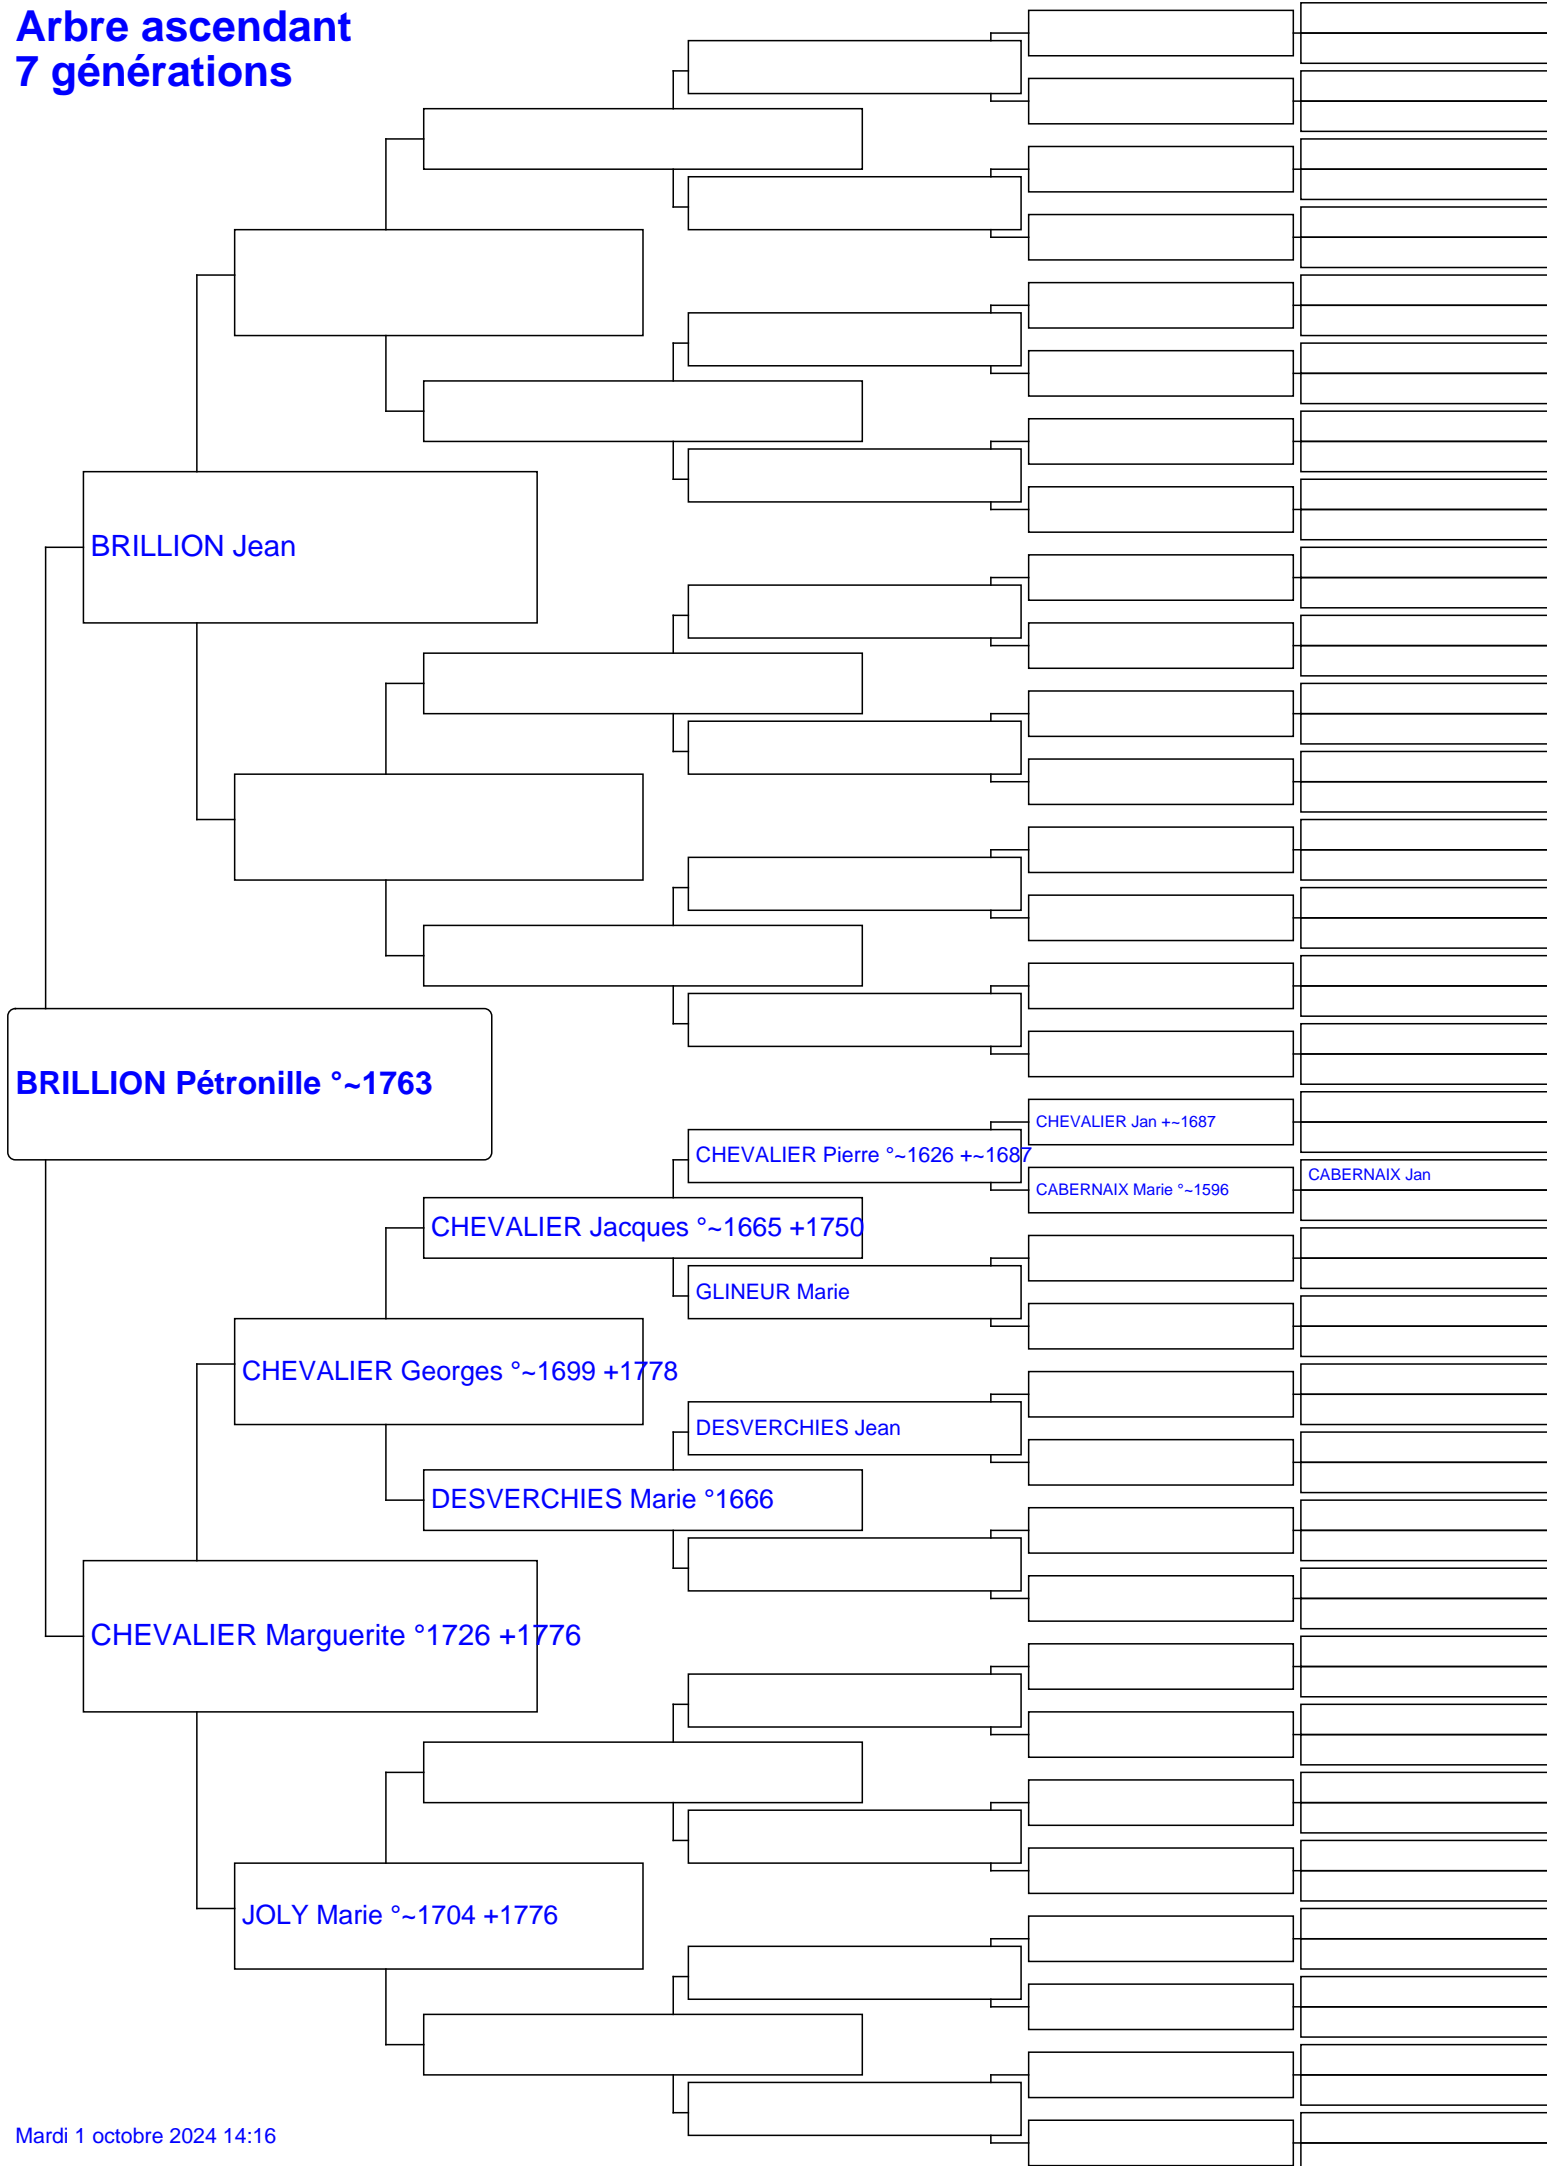 Arbre ascendant
7 générations
BRILLION Jean
BRILLION Pétronille °~1763
CHEVALIER Jan +~1687
CHEVALIER Pierre °~1626 +~1687
CABERNAIX Jan
CABERNAIX Marie °~1596
CHEVALIER Jacques °~1665 +1750
GLINEUR Marie
CHEVALIER Georges °~1699 +1778
DESVERCHIES Jean
DESVERCHIES Marie °1666
CHEVALIER Marguerite °1726 +1776
JOLY Marie °~1704 +1776
Mardi 1 octobre 2024 14:16